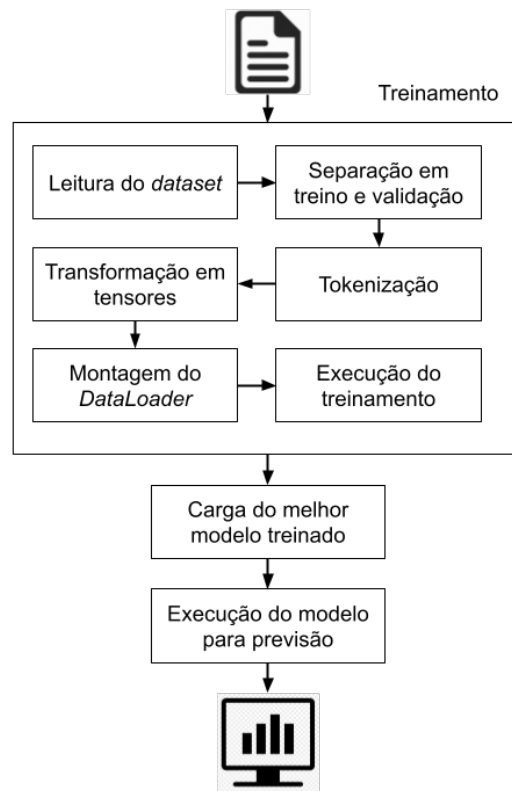 Treinamento
Leitura do dataset
Separação em
treino e validação
Transformação em
tensores
Tokenização
Montagem do
DataLoader
Execução do
treinamento
Carga do melhor
modelo treinado
Execução do modelo
para previsão